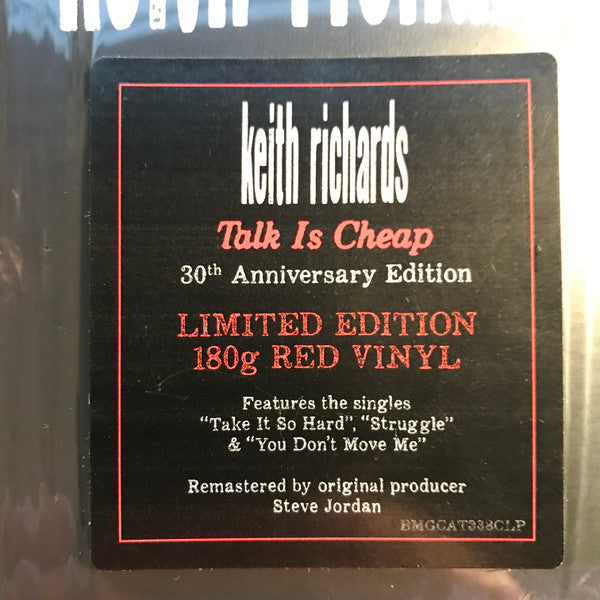 keith richards
Talk Is Cheap
30th Anniversary Edition
LIMITED EDITION
180g RED VINYL
Features the singles
“Take It So Hard”, “Struggle”
& “You Don't Move Me”
Remastered by original producer
Steve Jordan
BMGCAT338CLP